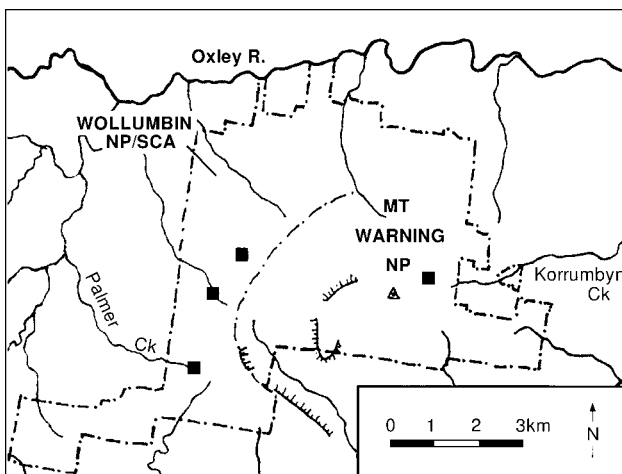 Oxley R.
WOLLUMBIN
NP/SCA
MT
WARNING
NP
Korrumbyn
Ck
Palmer
Ck
0 1 2 3km
N